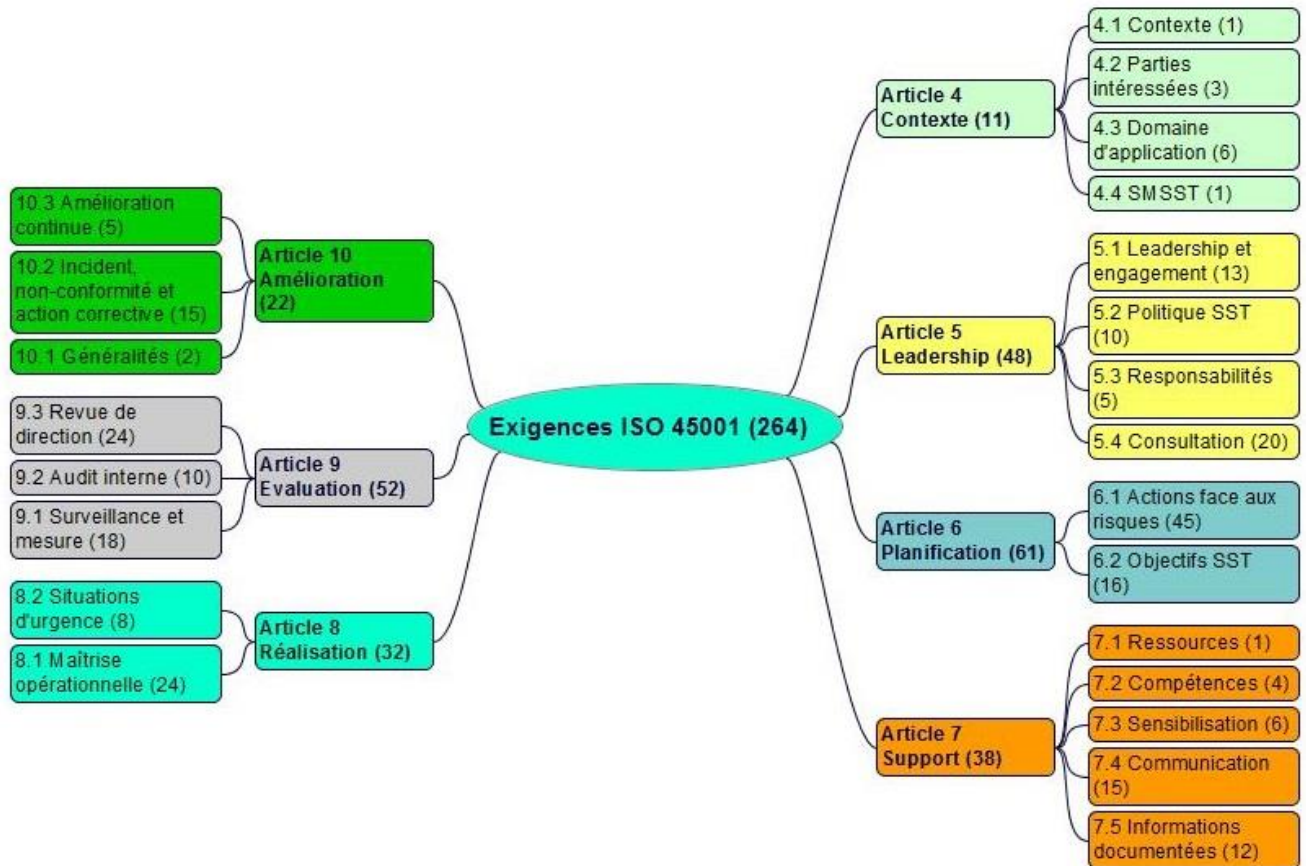 Exigences ISO 45001 (264)
Article 4
Contexte (11)
4.1 Contexte (1)
4.2 Parties
intéressées (3)
4.3 Domaine
d'application (6)
4.4 SMSST (1)
Article 5
Leadership (48)
5.1 Leadership et
engagement (13)
5.2 Politique SST
(10)
5.3 Responsabilités
(5)
5.4 Consultation (20)
Article 6
Planification (61)
6.1 Actions face aux
risques (45)
6.2 Objectifs SST
(16)
Article 7
Support (38)
7.1 Ressources (1)
7.2 Compétences (4)
7.3 Sensibilisation (6)
7.4 Communication
(15)
7.5 Informations
documentées (12)
Article 8
Réalisation (32)
8.2 Situations
d'urgence (8)
8.1 Maîtrise
opérationnelle (24)
Article 9
Evaluation (52)
9.3 Revue de
direction (24)
9.2 Audit interne (10)
9.1 Surveillance et
mesure (18)
Article 10
Amélioration
(22)
10.3 Amélioration
continue (5)
10.2 Incident,
non-conformité et
action corrective (15)
10.1 Généralités (2)